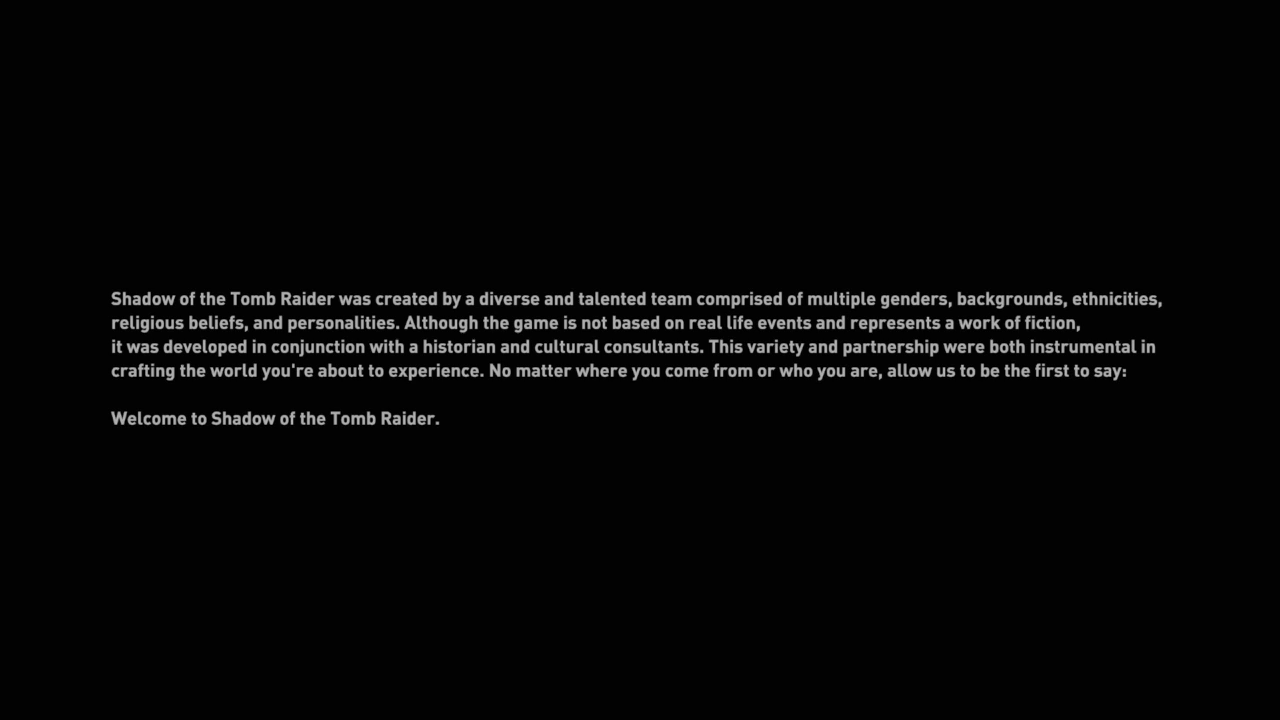 Shadow of the Tomb Raider was created by a diverse and talented team comprised of multiple genders, backgrounds, ethnicities,
religious beliefs, and personalities. Although the game is not based on real life events and represents a work of fiction,
it was developed in conjunction with a historian and cultural consultants. This variety and partnership were both instrumental in
crafting the world you're about to experience. No matter where you come from or who you are, allow us to be the first to say:
Welcome to Shadow of the Tomb Raider.